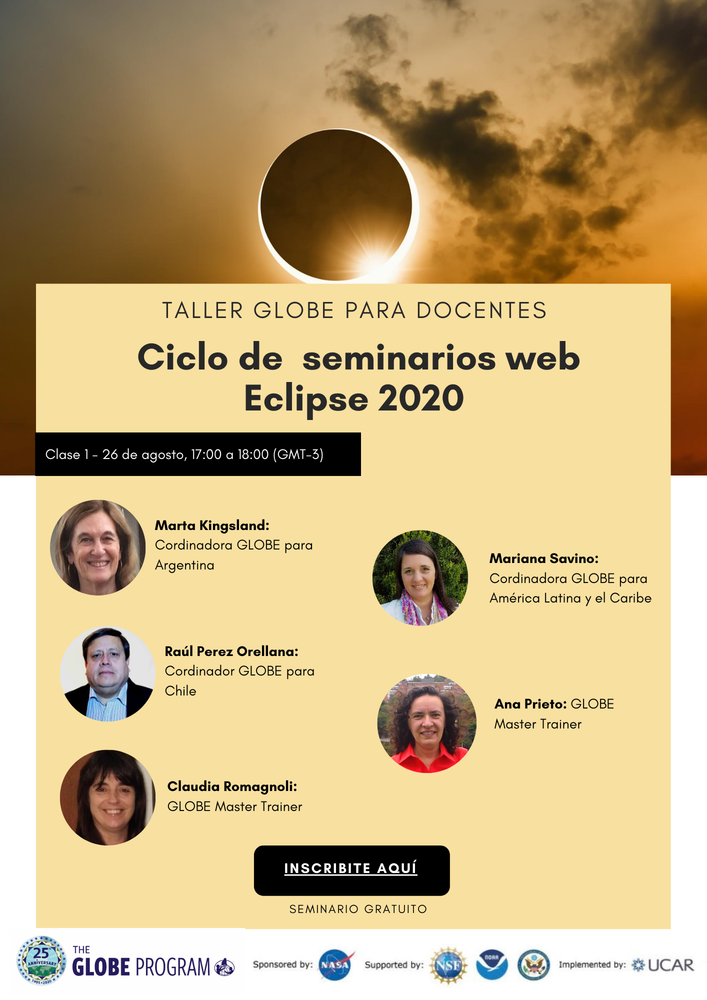 TALLER GLOBE PARA DOCENTES
Ciclo de seminarios web
Eclipse 2020
Clase 1 - 26 de agosto, 17:00 a 18:00 (GMT-3)
Marta Kingsland:
Cordinadora GLOBE para
Argentina
Mariana Savino:
Cordinadora GLOBE para
América Latina y el Caribe
Raúl Perez Orellana:
Cordinador GLOBE para
Chile
Ana Prieto: GLOBE
Master Trainer
Claudia Romagnoli:
GLOBE Master Trainer
INSCRIBITE AQUÍ
SEMINARIO GRATUITO
25TH
ANNIVERSARY
1995•2020
THE
GLOBE PROGRAM
Sponsored by:
NASA
Supported by:
NSF
NOAA
Implemented by:
UCAR